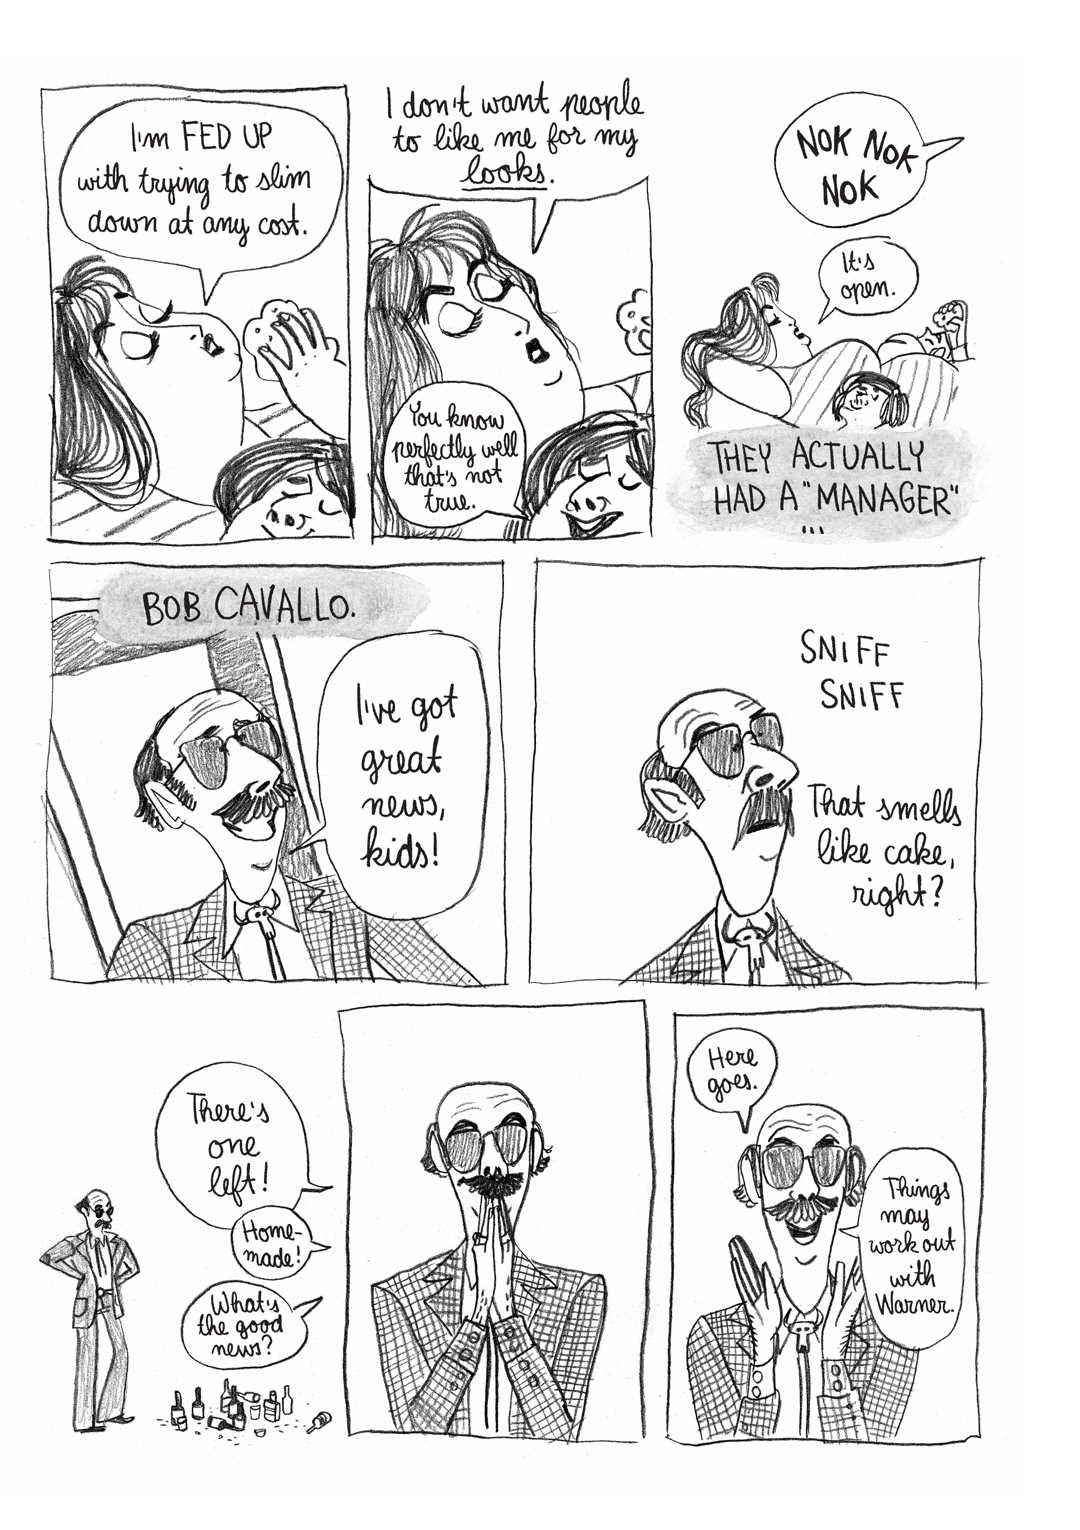 I'm FED UP
with trying to slim
down at any cost.
I don't want people
to like me for my
looks.
You know
perfectly well
that's not
true.
NOK NOK
NOK
It's
open.
THEY ACTUALLY
HAD A "MANAGER"
...
BOB CAVALLO.
I've got
great
news,
kids!
SNIFF
SNIFF
That smells
like cake,
right?
There's
one
left!
Home-
made!
What's
the good
news?
Here
goes.
Things
may
work out
with
Warner.